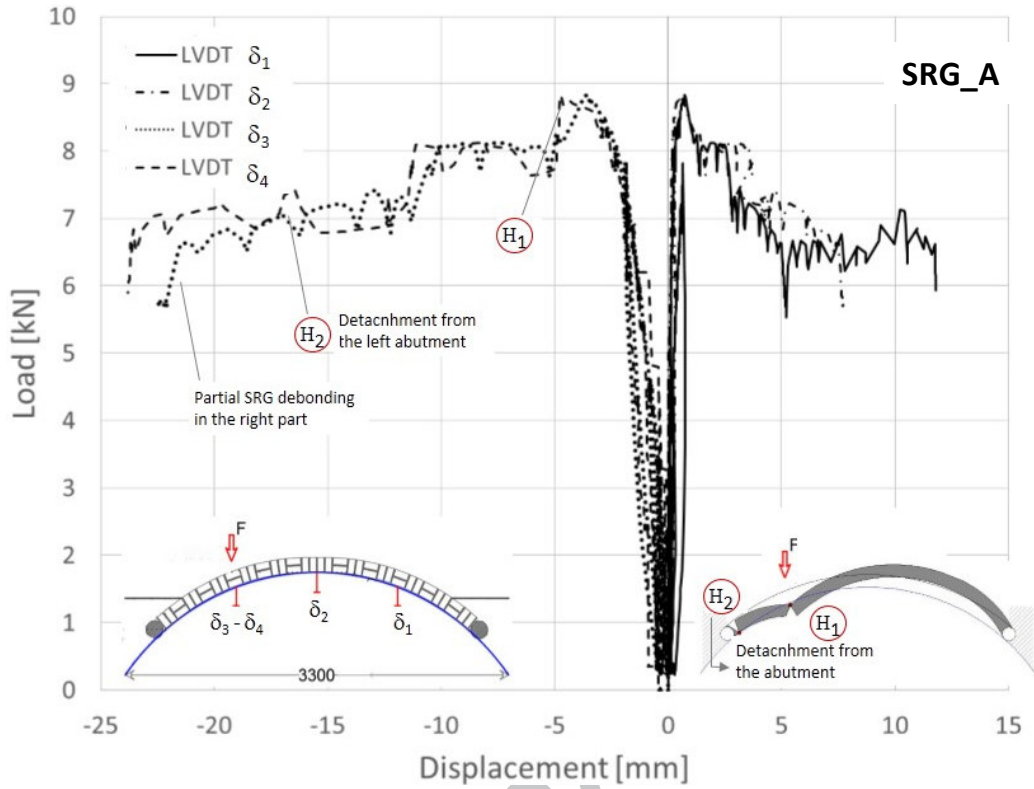 SRG_A
LVDT δ1
LVDT δ2
LVDT δ3
LVDT δ4
Load [kN]
10
9
8
7
6
5
4
3
2
1
0
H1
H2
Detacnhment from
the left abutment
Partial SRG debonding
in the right part
F
δ3 - δ4
δ2
δ1
3300
F
H2
H1
Detacnhment from
the abutment
-25
-20
-15
-10
-5
0
5
10
15
Displacement [mm]